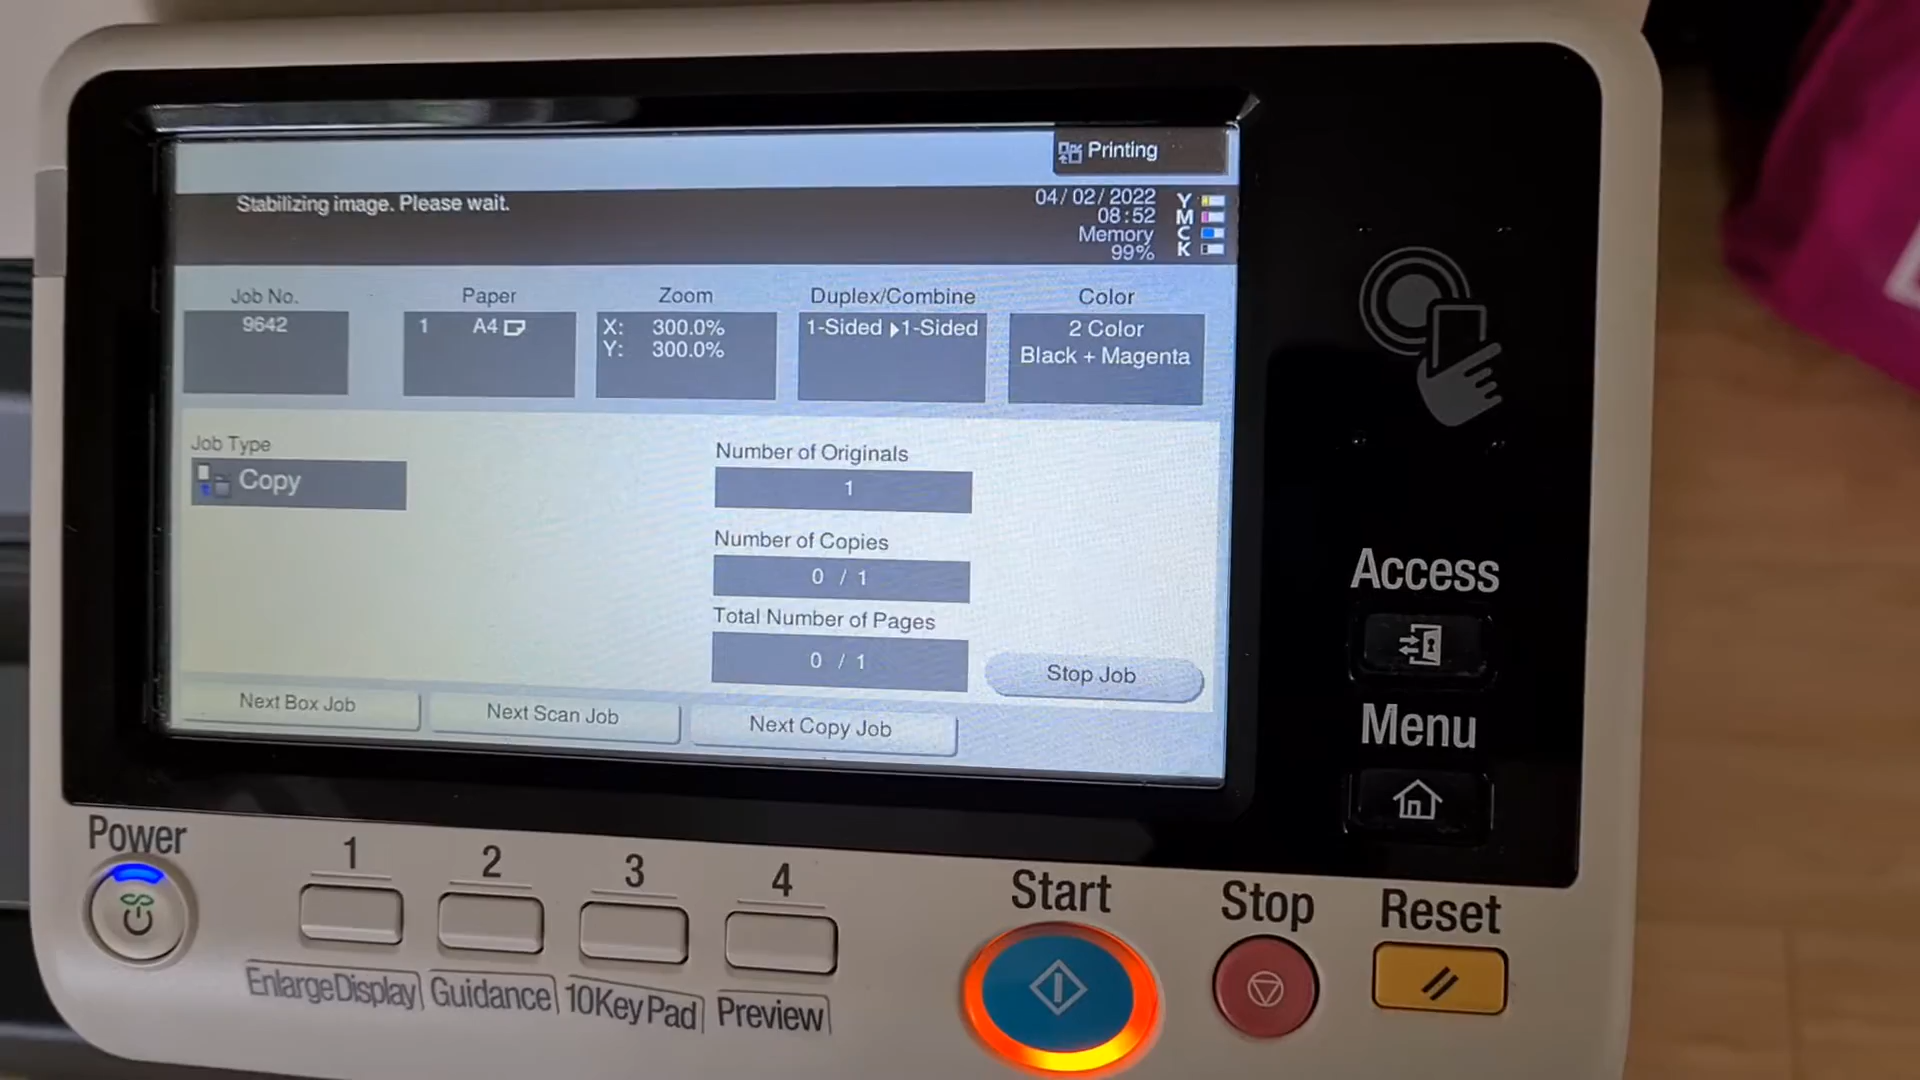 Printing
Stabilizing image. Please wait.
04/02/2022
08:52
Memory
99%
Y
M
C
K
Job No.
9642
Paper
1 A4
Zoom
X: 300.0%
Y: 300.0%
Duplex/Combine
1-Sided 1-Sided
Color
2 Color
Black + Magenta
Job Type
Copy
Number of Originals
1
Number of Copies
0 / 1
Total Number of Pages
0 / 1
Stop Job
Next Box Job
Next Scan Job
Next Copy Job
Access
Menu
Power
1
2
3
4
EnlargeDisplay
Guidance
10KeyPad
Preview
Start
Stop
Reset